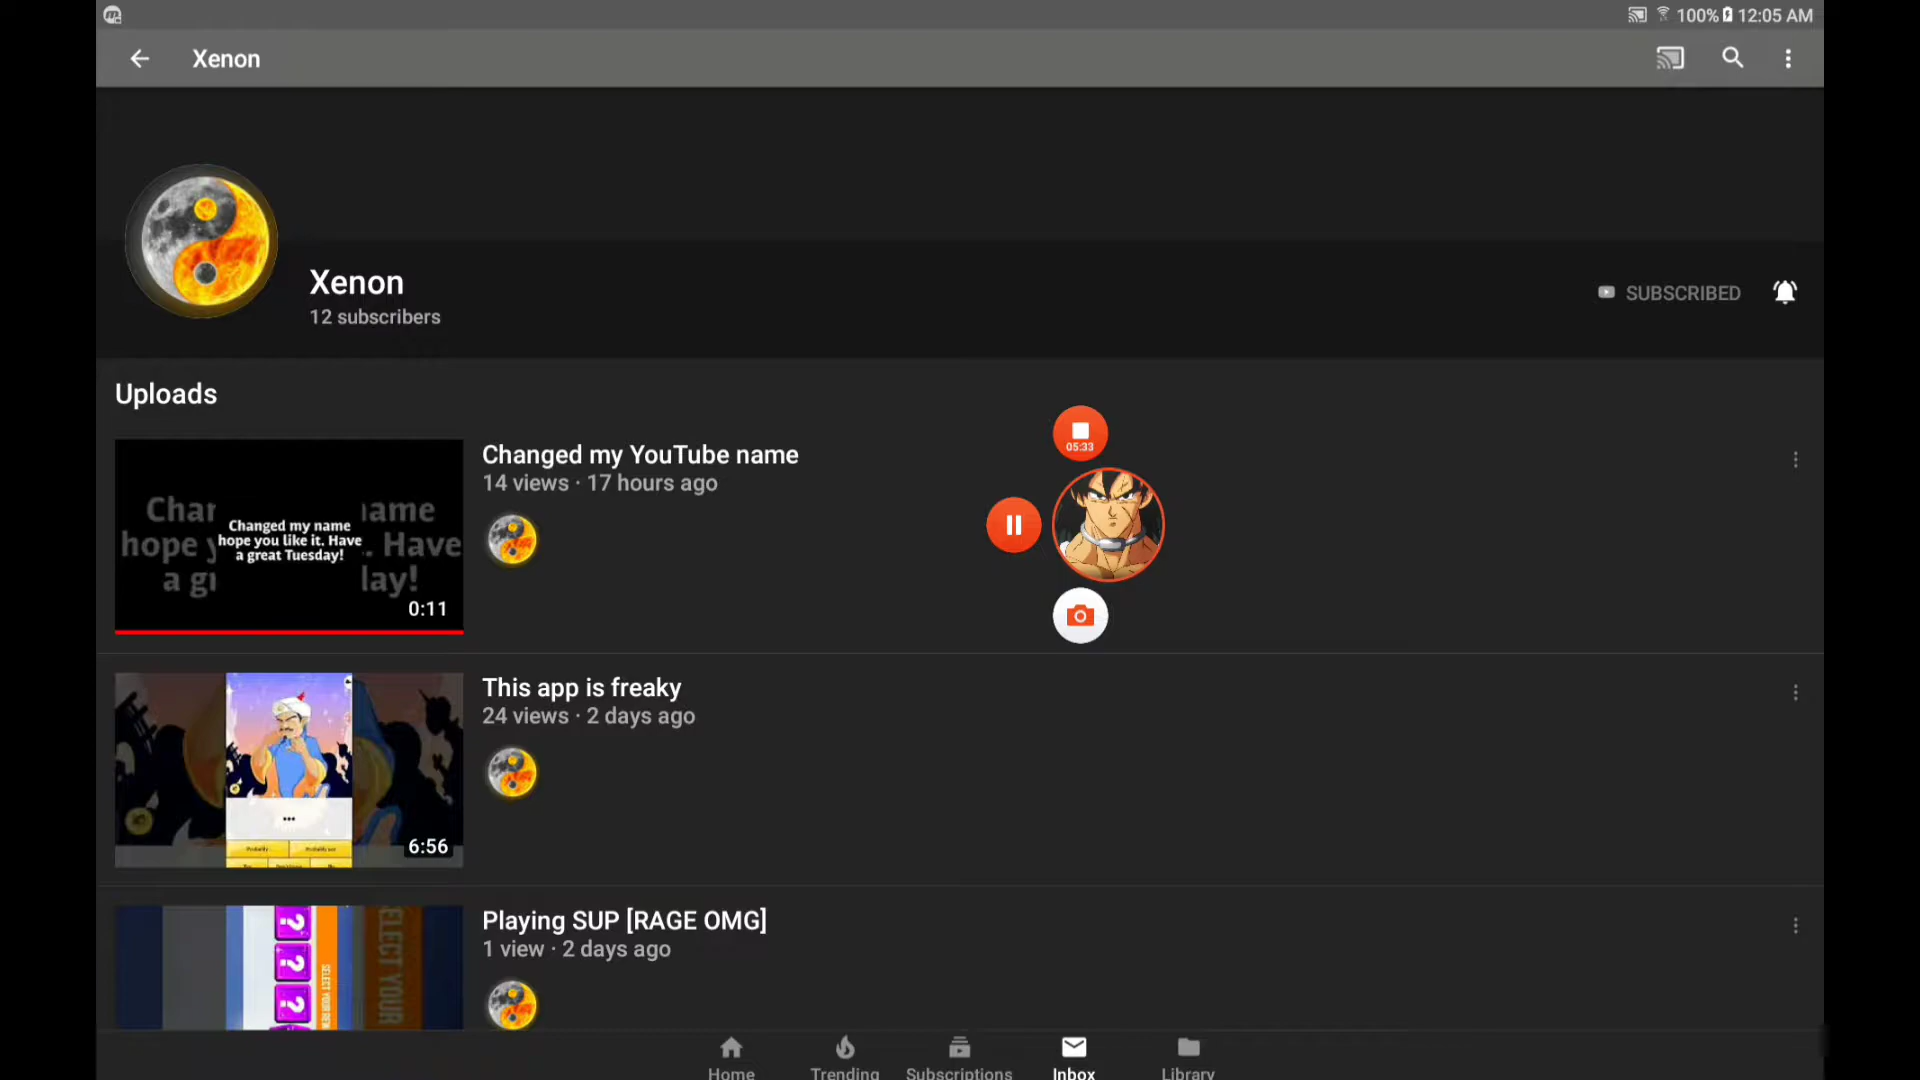 100% 12:05 AM
Xenon
Xenon
12 subscribers
SUBSCRIBED
Uploads
Changed my YouTube name
14 views · 17 hours ago
Changed my name
hope you like it. Have
a great Tuesday!
0:11
05:33
This app is freaky
24 views · 2 days ago
Probably
Probably not
6:56
Playing SUP [RAGE OMG]
1 view · 2 days ago
Home
Trending
Subscriptions
Inbox
Library